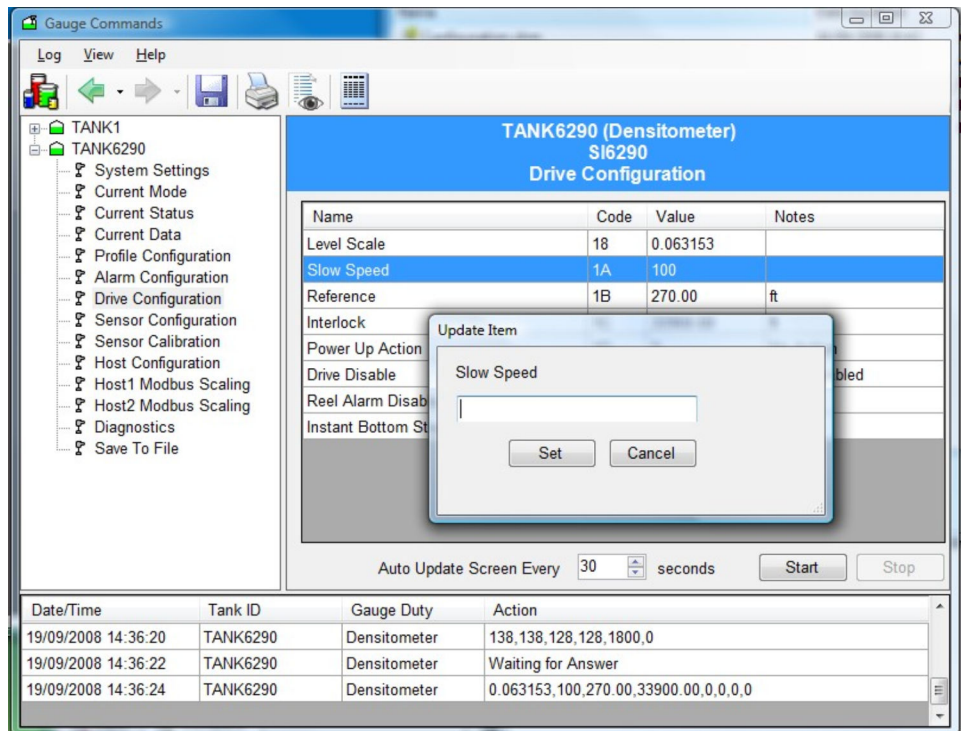 Gauge Commands
Log View Help
TANK1
TANK6290
System Settings
Current Mode
Current Status
Current Data
Profile Configuration
Alarm Configuration
Drive Configuration
Sensor Configuration
Sensor Calibration
Host Configuration
Host1 Modbus Scaling
Host2 Modbus Scaling
Diagnostics
Save To File
TANK6290 (Densitometer)
SI6290
Drive Configuration
Name Code Value Notes
Level Scale 18 0.063153
Slow Speed 1A 100
Reference 1B 270.00 ft
Interlock
Power Up Action
Drive Disable bled
Reel Alarm Disab
Instant Bottom St
Update Item
Slow Speed
Set Cancel
Auto Update Screen Every 30 seconds Start Stop
Date/Time Tank ID Gauge Duty Action
19/09/2008 14:36:20 TANK6290 Densitometer 138,138,128,128,1800,0
19/09/2008 14:36:22 TANK6290 Densitometer Waiting for Answer
19/09/2008 14:36:24 TANK6290 Densitometer 0.063153,100,270.00,33900.00,0,0,0,0